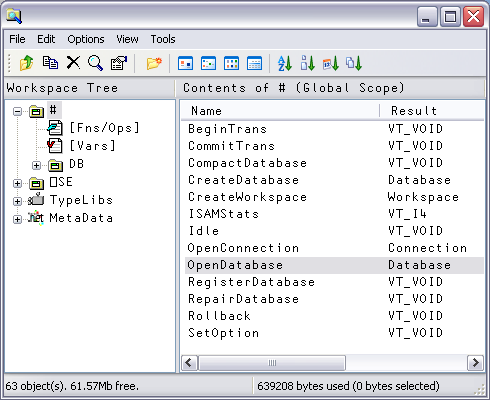 File Edit Options View Tools
Workspace Tree
#
[Fns/Ops]
[Vars]
DB
⎕SE
TypeLibs
MetaData
Contents of # (Global Scope)
Name Result
BeginTrans VT_VOID
CommitTrans VT_VOID
CompactDatabase VT_VOID
CreateDatabase Database
CreateWorkspace Workspace
ISAMStats VT_I4
Idle VT_VOID
OpenConnection Connection
OpenDatabase Database
RegisterDatabase VT_VOID
RepairDatabase VT_VOID
Rollback VT_VOID
SetOption VT_VOID
63 object(s). 61.57Mb free. 639208 bytes used (0 bytes selected)